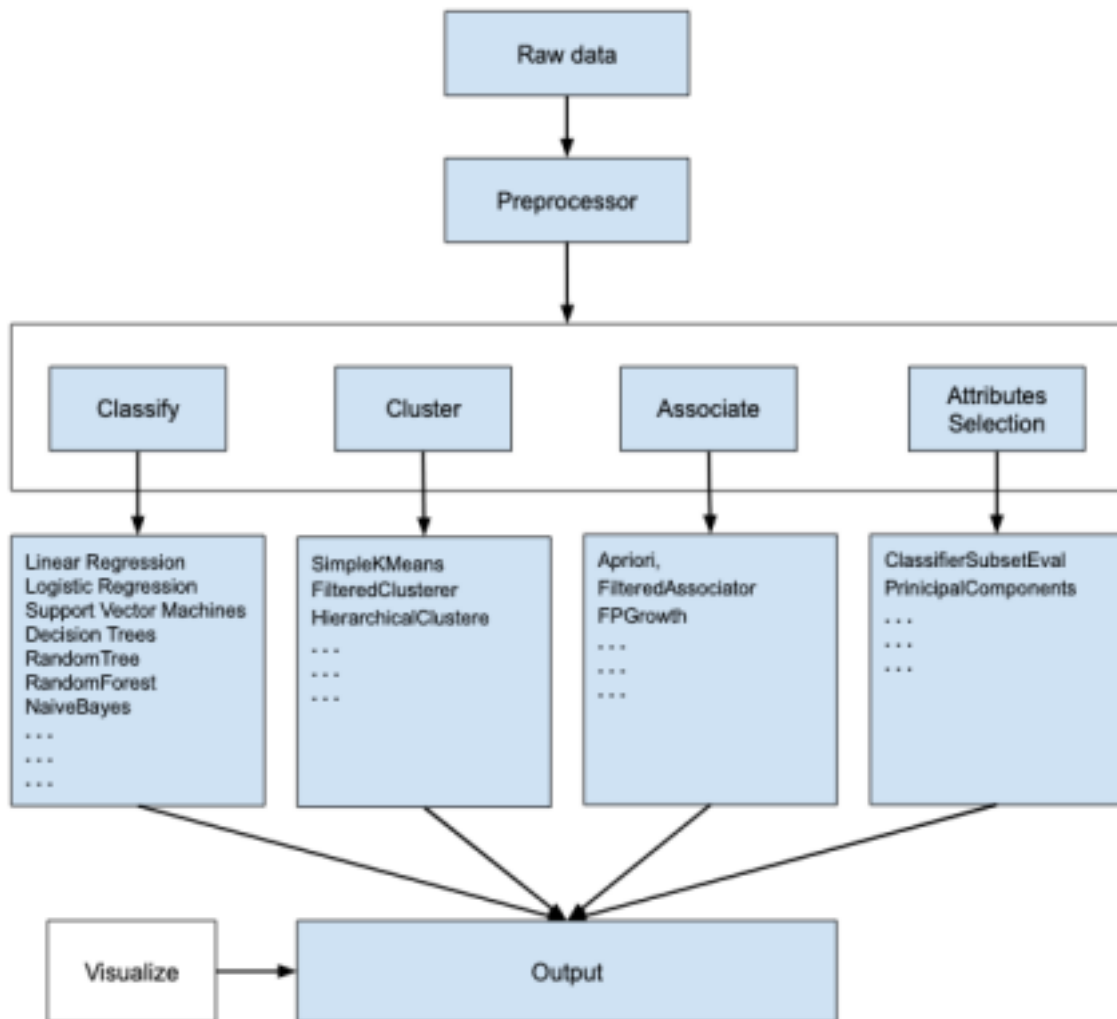 Raw data
Preprocessor
Classify
Cluster
Associate
Attributes
Selection
Linear Regression
Logistic Regression
Support Vector Machines
Decision Trees
RandomTree
RandomForest
NaiveBayes
. . .
. . .
. . .
SimpleKMeans
FilteredClusterer
HierarchicalClustere
. . .
. . .
. . .
Apriori,
FilteredAssociator
FPGrowth
. . .
. . .
. . .
ClassifierSubsetEval
PrinicipalComponents
. . .
. . .
. . .
Visualize
Output